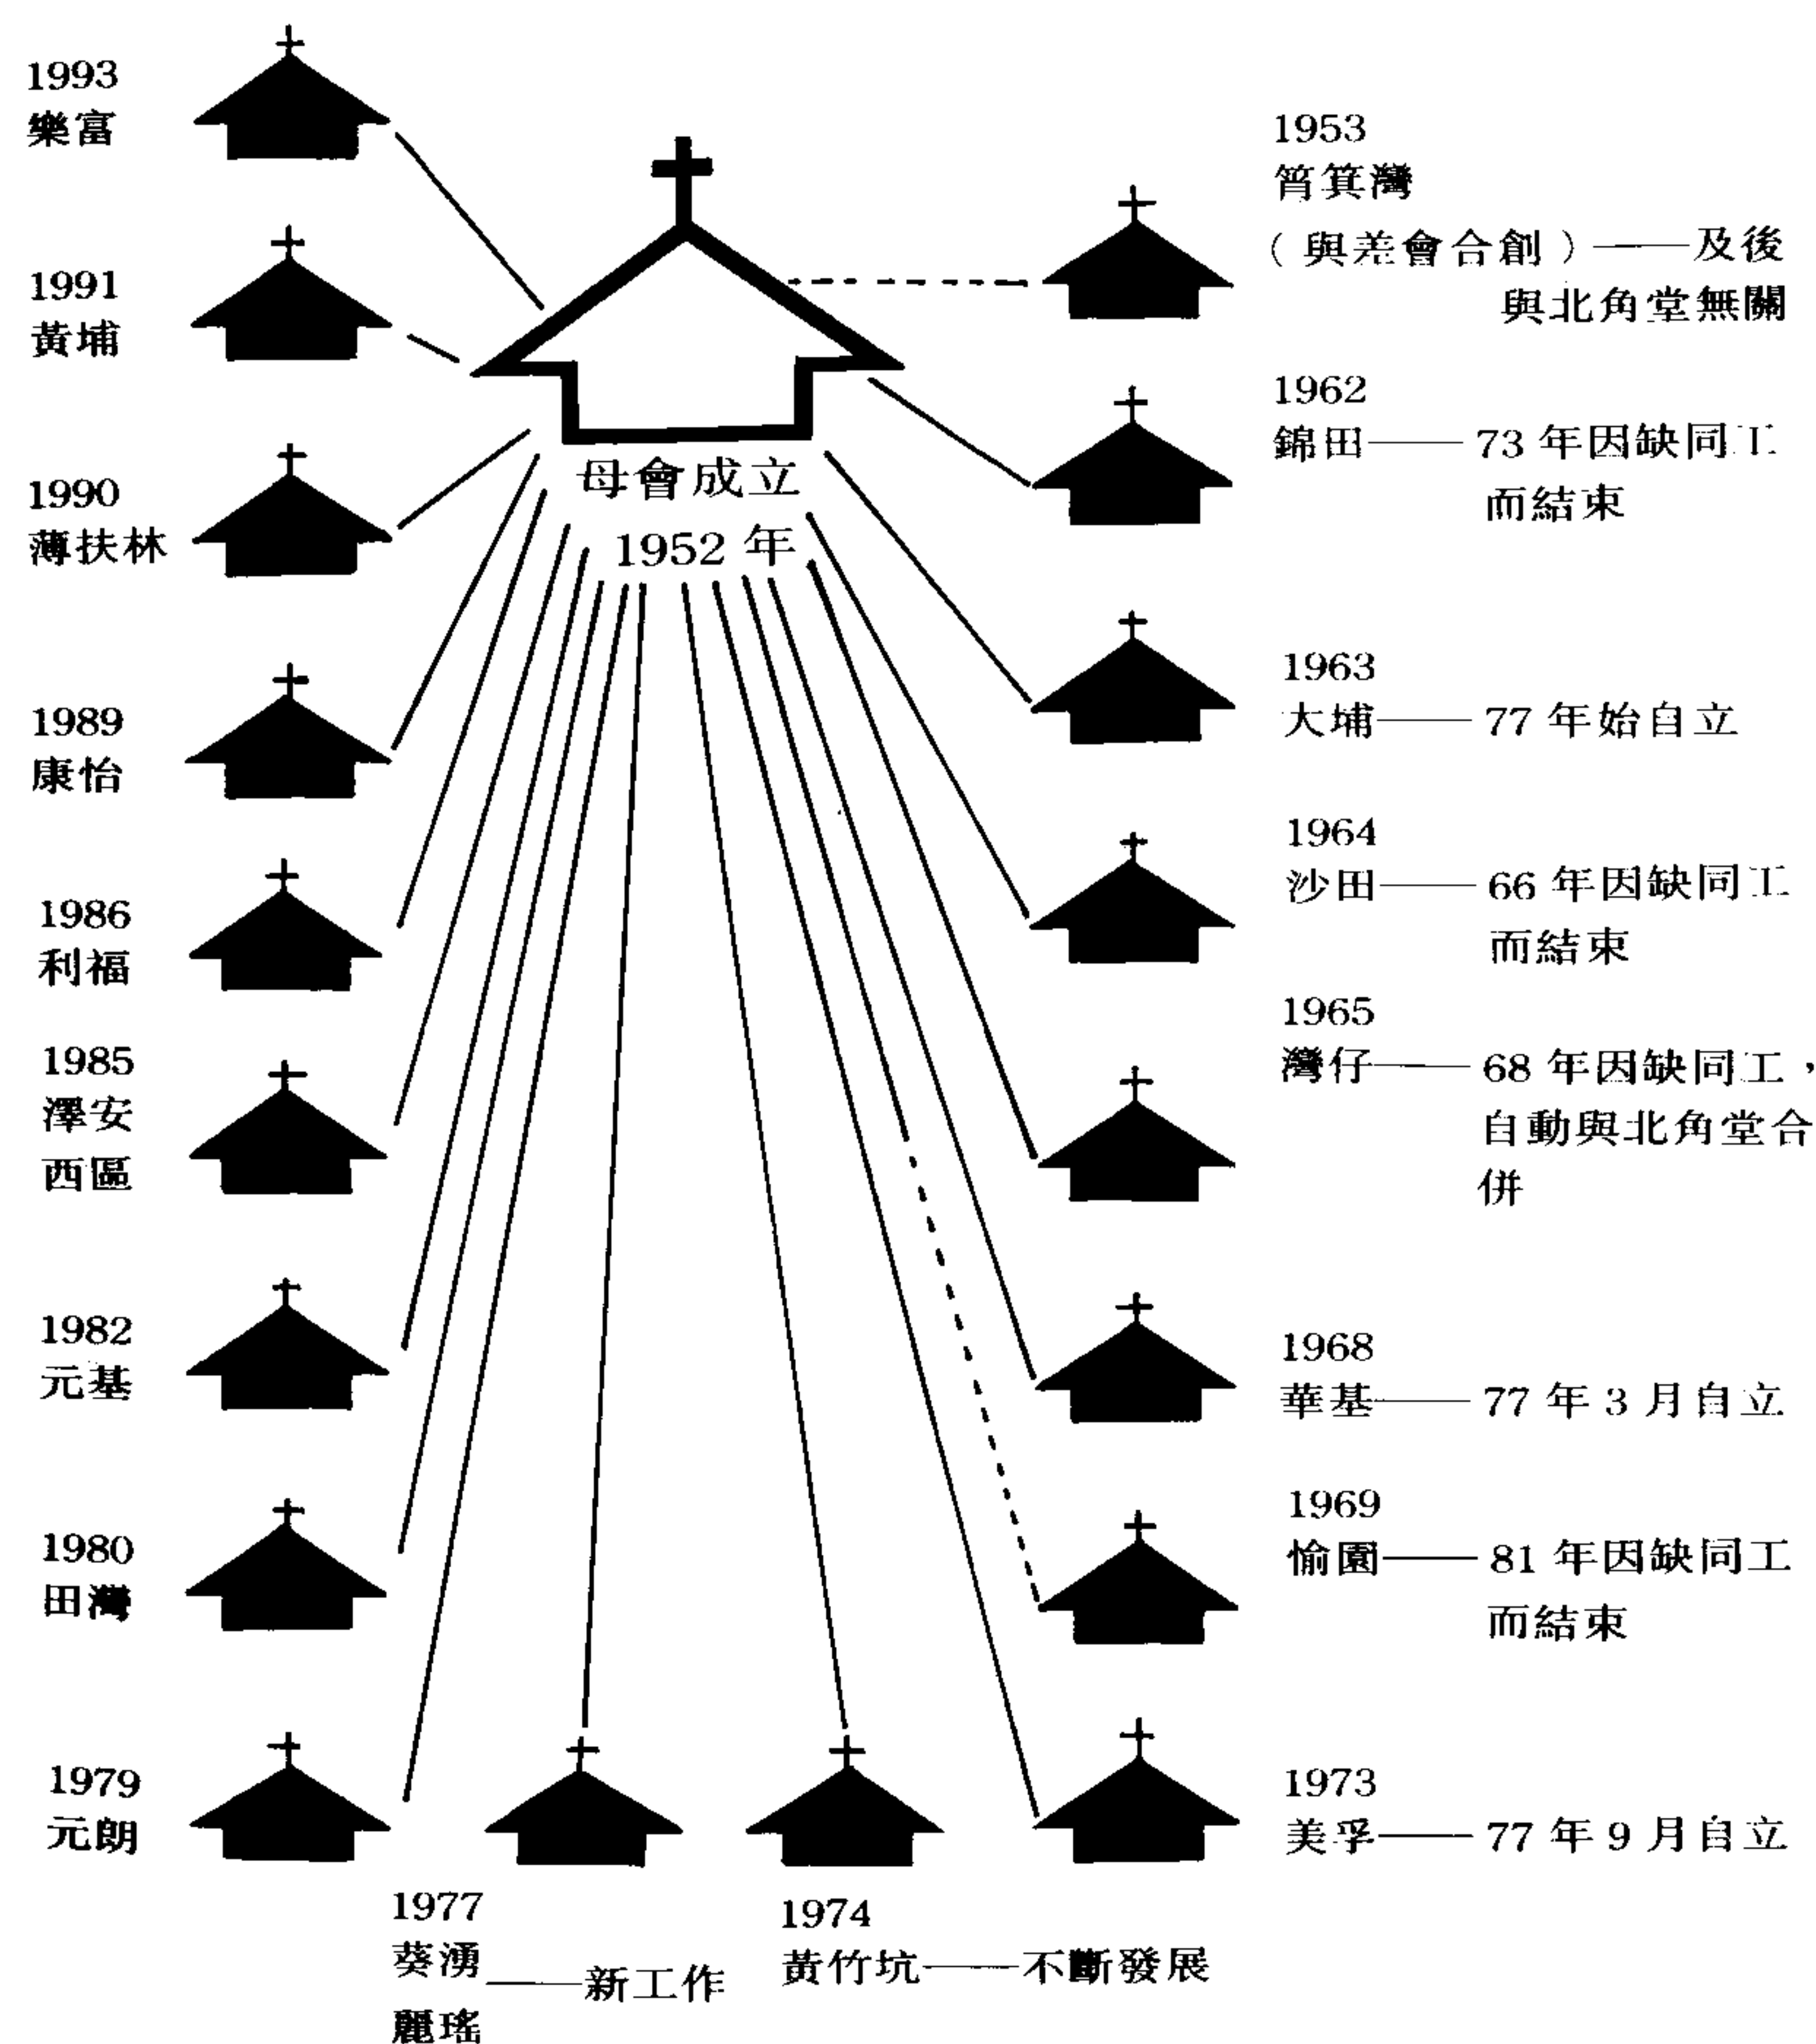 母會成立
1952 年
1953
筲箕灣
(與差會合創)——及後
與北角堂無關
1962
錦田——73 年因缺同工
而結束
1963
大埔——77 年始自立
1964
沙田——66 年因缺同工
而結束
1965
灣仔——68 年因缺同工，
自動與北角堂合
併
1968
華基——77 年 3 月自立
1969
愉園——81 年因缺同工
而結束
1973
美孚——77 年 9 月自立
1974
黃竹坑——不斷發展
1977
葵湧
——新工作
麗瑤
1979
元朗
1980
田灣
1982
元基
1985
澤安
西區
1986
利福
1989
康怡
1990
薄扶林
1991
黃埔
1993
樂富